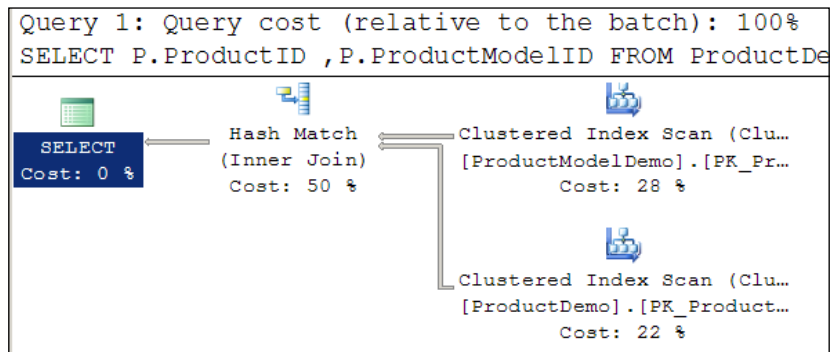 Query 1: Query cost (relative to the batch): 100%
SELECT P.ProductID ,P.ProductModelID FROM ProductDe
SELECT
Cost: 0 %
Hash Match
(Inner Join)
Cost: 50 %
Clustered Index Scan (Clu…
[ProductModelDemo].[PK_Pr…
Cost: 28 %
Clustered Index Scan (Clu…
[ProductDemo].[PK_Product…
Cost: 22 %